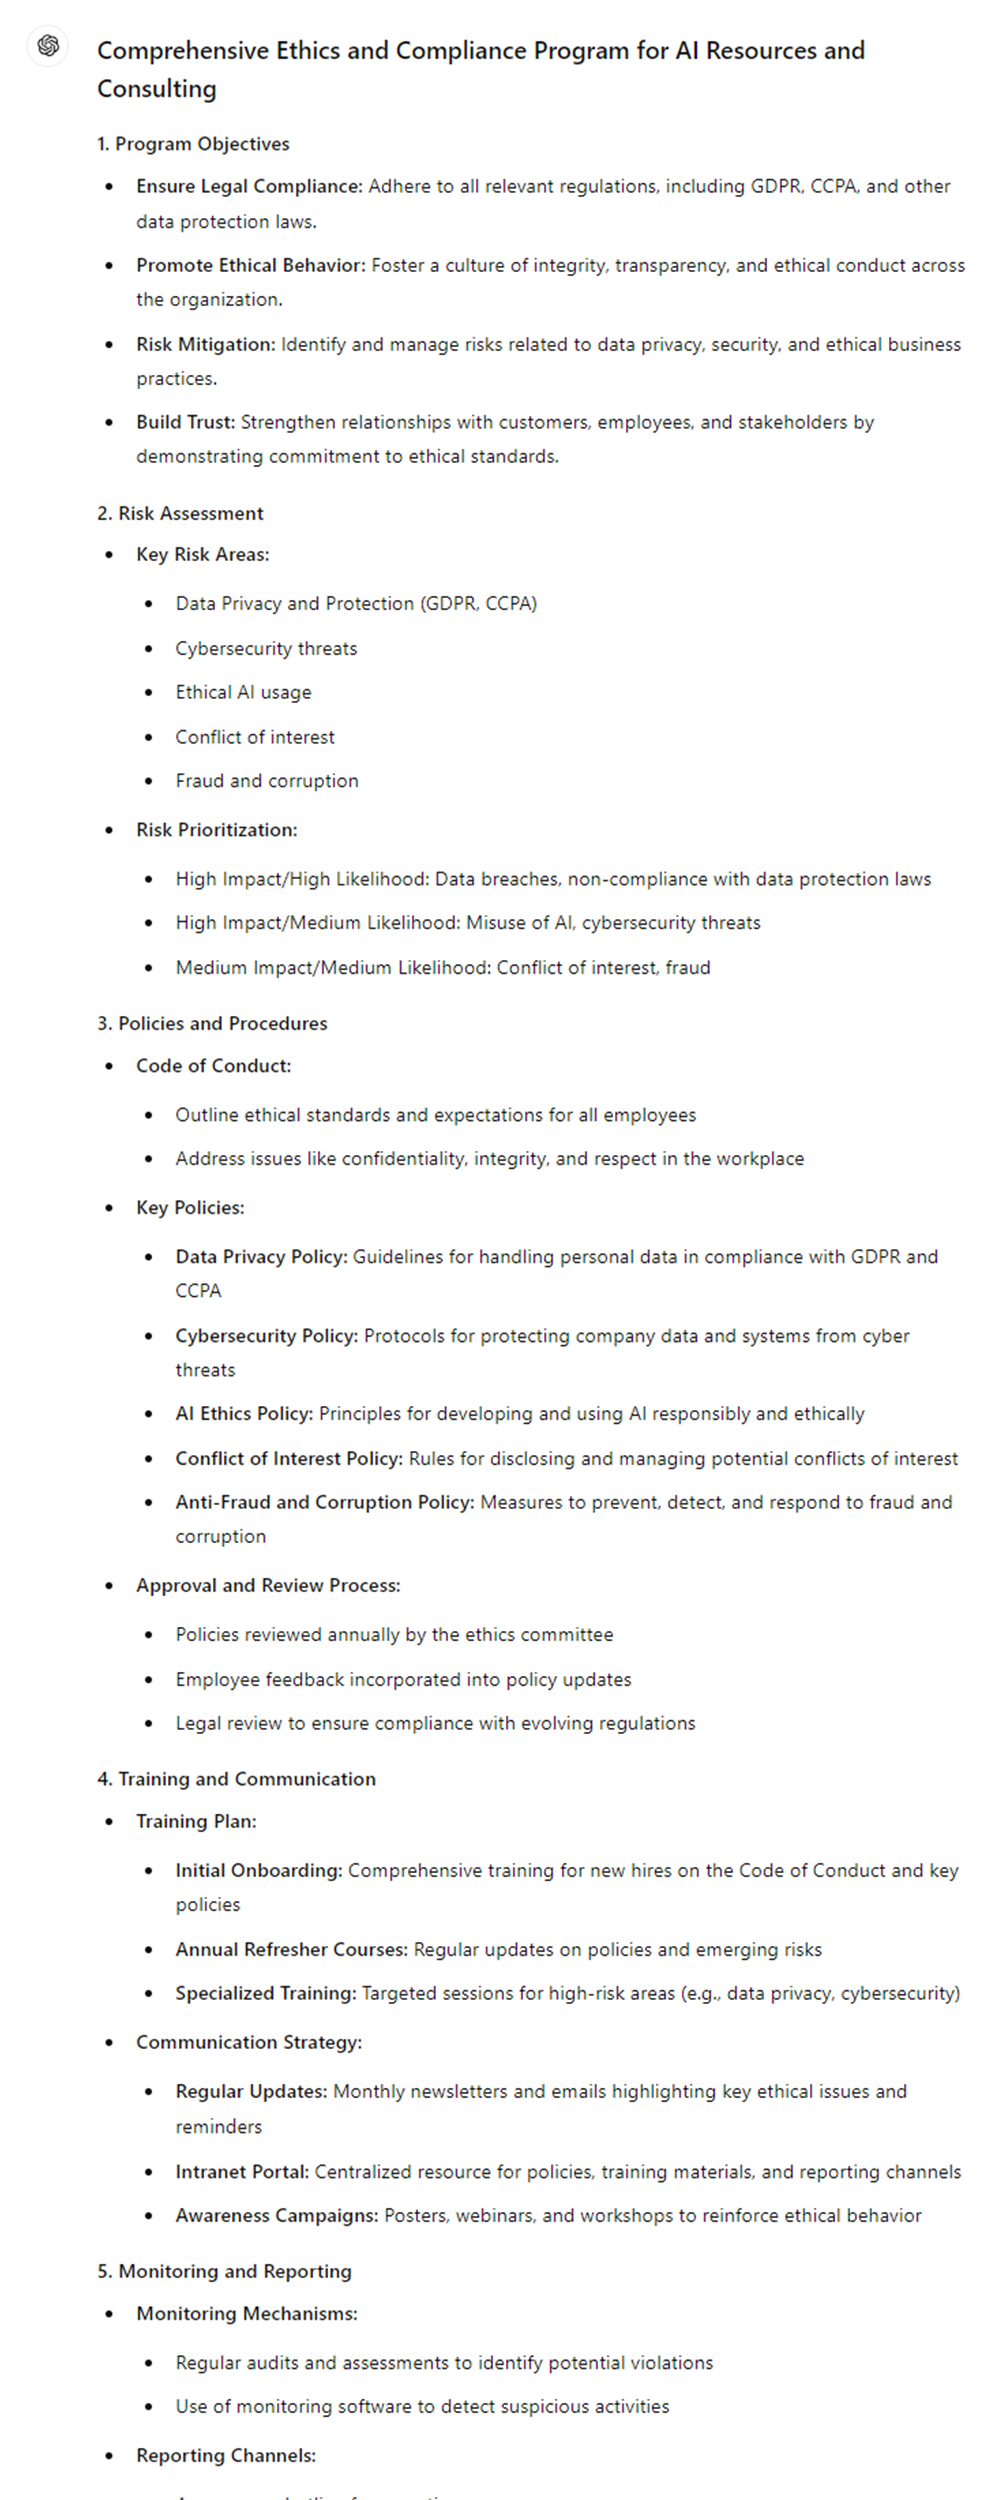 Comprehensive Ethics and Compliance Program for AI Resources and
Consulting
1. Program Objectives
• Ensure Legal Compliance: Adhere to all relevant regulations, including GDPR, CCPA, and other
data protection laws.
• Promote Ethical Behavior: Foster a culture of integrity, transparency, and ethical conduct across
the organization.
• Risk Mitigation: Identify and manage risks related to data privacy, security, and ethical business
practices.
• Build Trust: Strengthen relationships with customers, employees, and stakeholders by
demonstrating commitment to ethical standards.
2. Risk Assessment
• Key Risk Areas:
• Data Privacy and Protection (GDPR, CCPA)
• Cybersecurity threats
• Ethical AI usage
• Conflict of interest
• Fraud and corruption
• Risk Prioritization:
• High Impact/High Likelihood: Data breaches, non-compliance with data protection laws
• High Impact/Medium Likelihood: Misuse of AI, cybersecurity threats
• Medium Impact/Medium Likelihood: Conflict of interest, fraud
3. Policies and Procedures
• Code of Conduct:
• Outline ethical standards and expectations for all employees
• Address issues like confidentiality, integrity, and respect in the workplace
• Key Policies:
• Data Privacy Policy: Guidelines for handling personal data in compliance with GDPR and
CCPA
• Cybersecurity Policy: Protocols for protecting company data and systems from cyber
threats
• AI Ethics Policy: Principles for developing and using AI responsibly and ethically
• Conflict of Interest Policy: Rules for disclosing and managing potential conflicts of interest
• Anti-Fraud and Corruption Policy: Measures to prevent, detect, and respond to fraud and
corruption
• Approval and Review Process:
• Policies reviewed annually by the ethics committee
• Employee feedback incorporated into policy updates
• Legal review to ensure compliance with evolving regulations
4. Training and Communication
• Training Plan:
• Initial Onboarding: Comprehensive training for new hires on the Code of Conduct and key
policies
• Annual Refresher Courses: Regular updates on policies and emerging risks
• Specialized Training: Targeted sessions for high-risk areas (e.g., data privacy, cybersecurity)
• Communication Strategy:
• Regular Updates: Monthly newsletters and emails highlighting key ethical issues and
reminders
• Intranet Portal: Centralized resource for policies, training materials, and reporting channels
• Awareness Campaigns: Posters, webinars, and workshops to reinforce ethical behavior
5. Monitoring and Reporting
• Monitoring Mechanisms:
• Regular audits and assessments to identify potential violations
• Use of monitoring software to detect suspicious activities
• Reporting Channels: